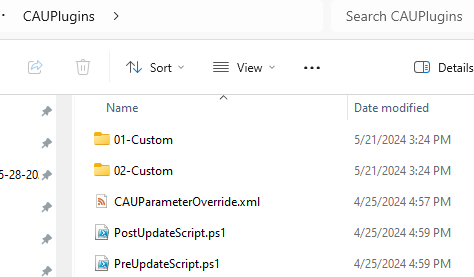 CAUPlugins
Search CAUPlugins
Sort
View
Details
Name
Date modified
01-Custom
5/21/2024 3:24 PM
5-28-20
02-Custom
5/21/2024 3:24 PM
CAUParameterOverride.xml
4/25/2024 4:57 PM
PostUpdateScript.ps1
4/25/2024 4:59 PM
PreUpdateScript.ps1
4/25/2024 4:59 PM